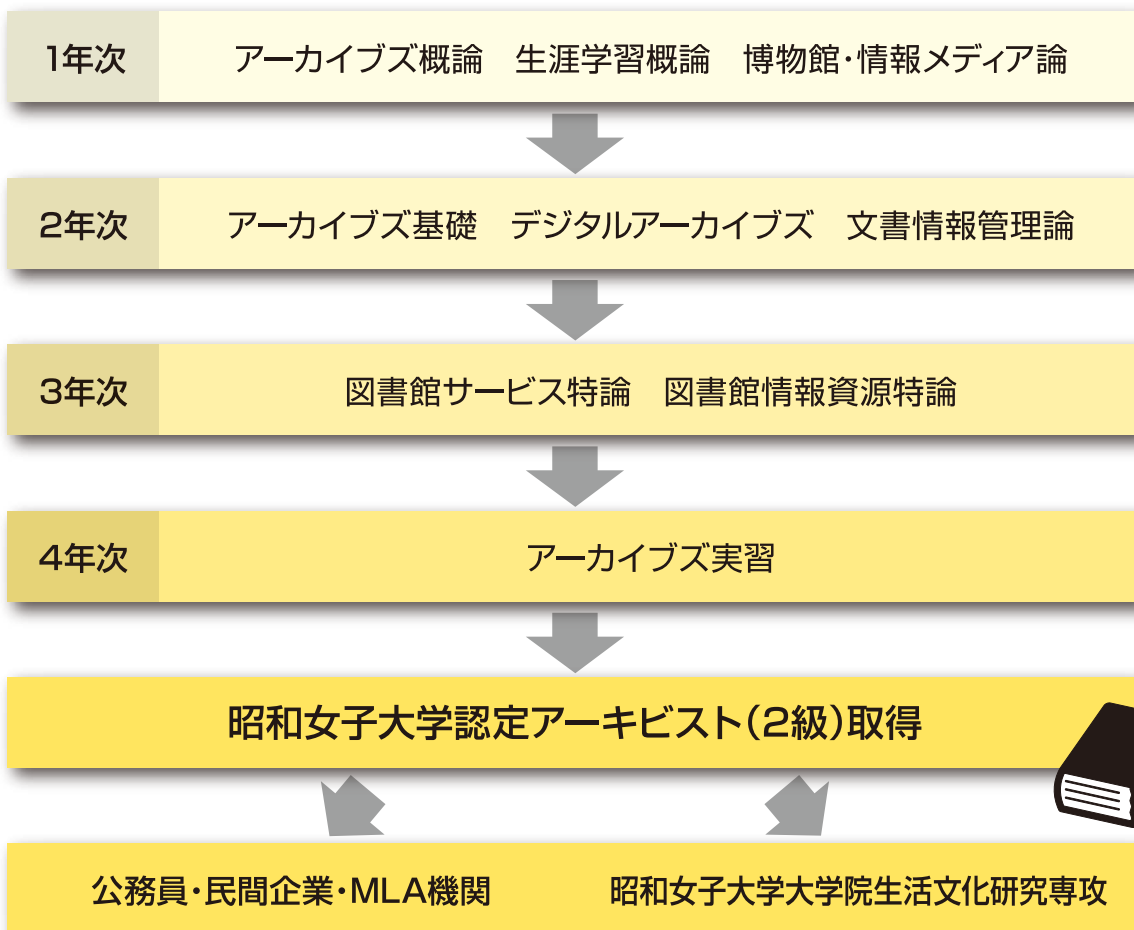 1年次 アーカイブズ概論 生涯学習概論 博物館・情報メディア論
2年次 アーカイブズ基礎 デジタルアーカイブズ 文書情報管理論
3年次 図書館サービス特論 図書館情報資源特論
4年次 アーカイブズ実習
昭和女子大学認定アーキビスト(2級)取得
公務員・民間企業・MLA機関 昭和女子大学大学院生活文化研究専攻